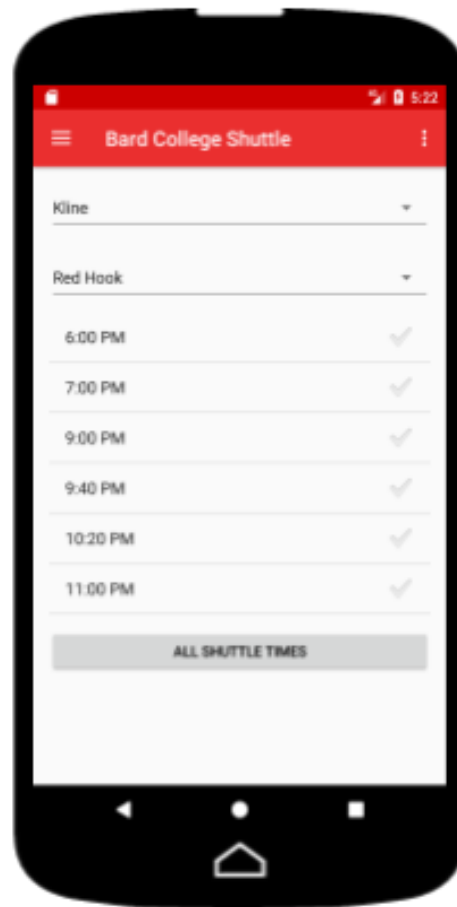 5:22
Bard College Shuttle
Kline
Red Hook
6:00 PM
7:00 PM
9:00 PM
9:40 PM
10:20 PM
11:00 PM
ALL SHUTTLE TIMES